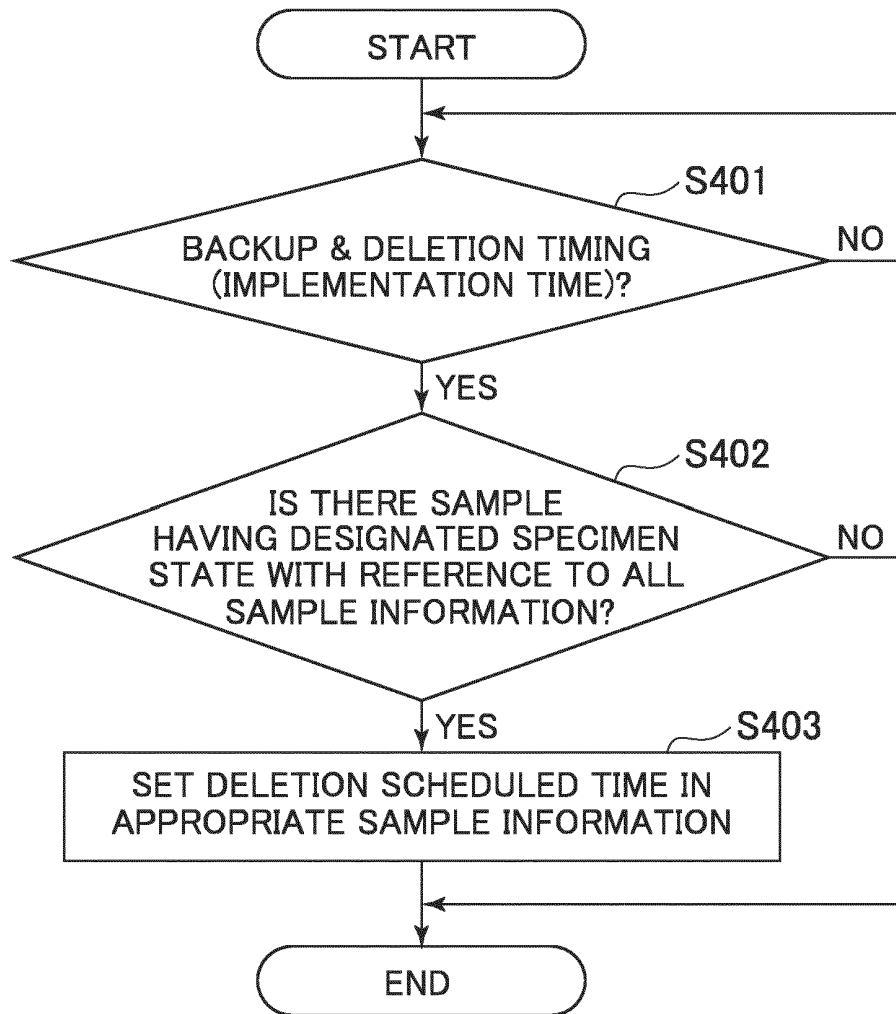 START
S401
BACKUP & DELETION TIMING
(IMPLEMENTATION TIME)?
NO
YES
S402
IS THERE SAMPLE
HAVING DESIGNATED SPECIMEN
STATE WITH REFERENCE TO ALL
SAMPLE INFORMATION?
NO
YES
S403
SET DELETION SCHEDULED TIME IN
APPROPRIATE SAMPLE INFORMATION
END